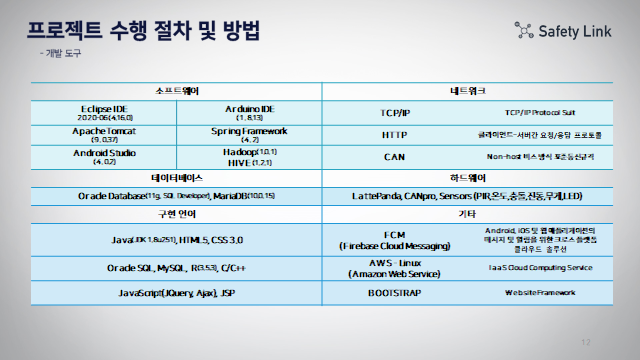 프로젝트 수행 절차 및 방법
- 개발 도구
Safety Link
소프트웨어
네트워크
Eclipse IDE
2020-06(4,16,0)
Arduino IDE
(1,8,13)
TCP/IP
TCP/IP Protocol Suit
Apache Tomcat
(9,0,37)
Spring Framework
(4,2)
HTTP
클라이언트-서버간 요청/응답 프로토콜
Android Studio
(4,0,2)
Hadoop(1,0,1)
HIVE(1,2,1)
CAN
Non-host 버스 방식 표준통신규격
데이터베이스
하드웨어
Oracle Database(11g, SQL Developer), MariaDB(10,0,15)
LattePanda, CANpro, Sensors (PIR,온도,충돌,진동,무게,LED)
구현 언어
기타
Java(JDK 1,8u251), HTML5, CSS 3,0
FCM
(Firebase Cloud Messaging)
Android, iOS 및 웹 애플리케이션의
메시지 및 알림을 위한 크로스 플랫폼
클라우드 솔루션
Oracle SQL, MySQL, R(3.5.3), C/C++
AWS - Linux
(Amazon Web Service)
IaaS Cloud Computing Service
JavaScript(JQuery, Ajax), JSP
BOOTSTRAP
Website Framework
12